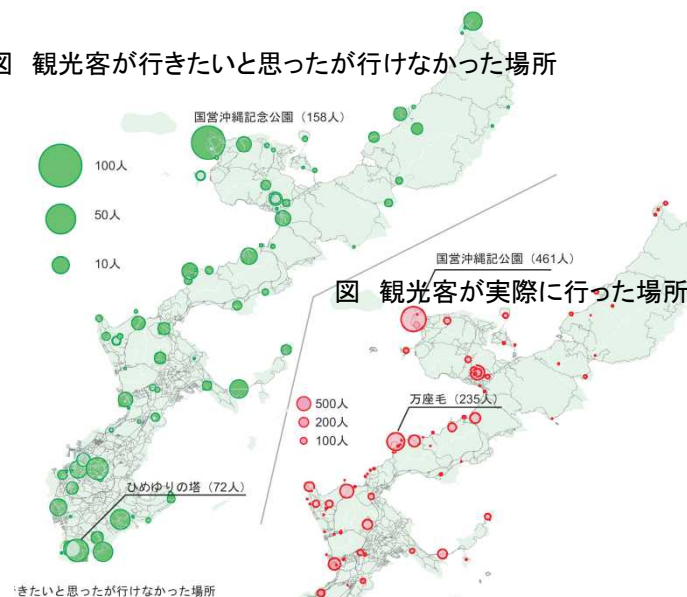 図 観光客が行きたいと思ったが行けなかった場所
国営沖縄記念公園（158人）
100人
50人
10人
国営沖縄記公園（461人）
図 観光客が実際に行った場所
500人
200人
100人
万座毛（235人）
ひめゆりの塔（72人）
きたいと思ったが行けなかった場所